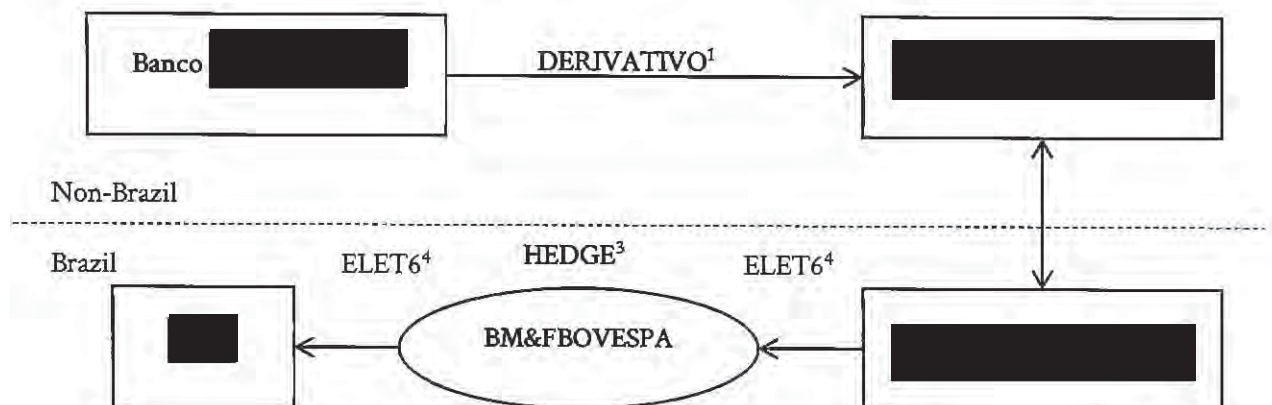 Banco
DERIVATIVO¹
Non-Brazil
Brazil
ELET6⁴
HEDGE³
ELET6⁴
BM&FBOVESPA